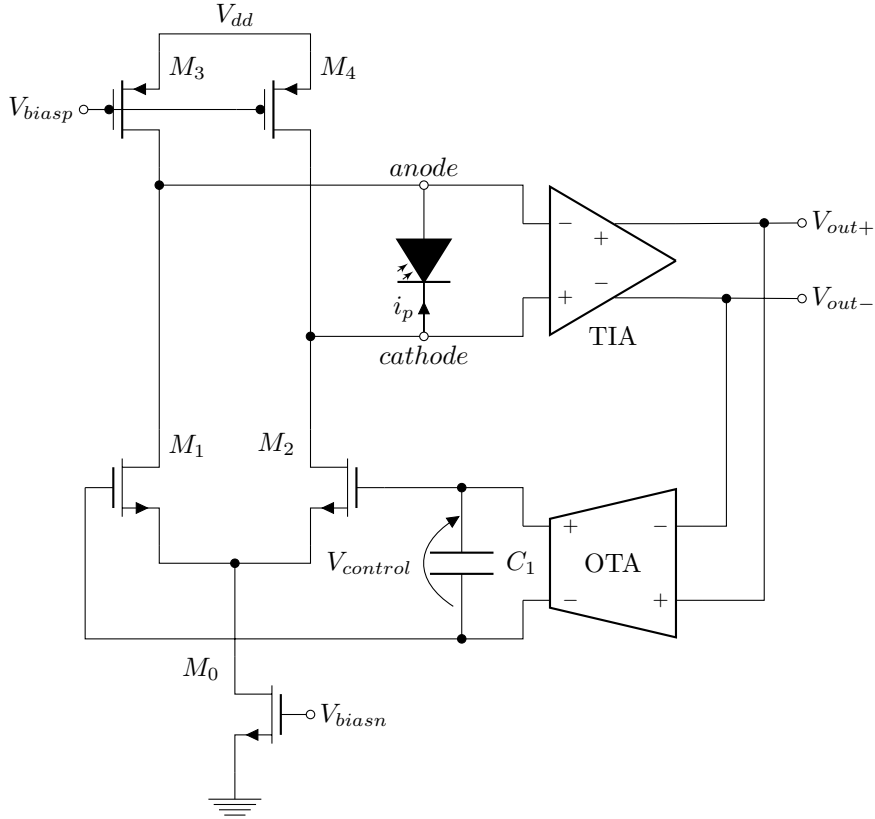 V_dd
M_3
M_4
V_biasp
anode
− +
V_out+
i_p
+ −
V_out−
cathode
TIA
M_1
M_2
+ −
V_control
C_1
OTA
− +
M_0
V_biasn